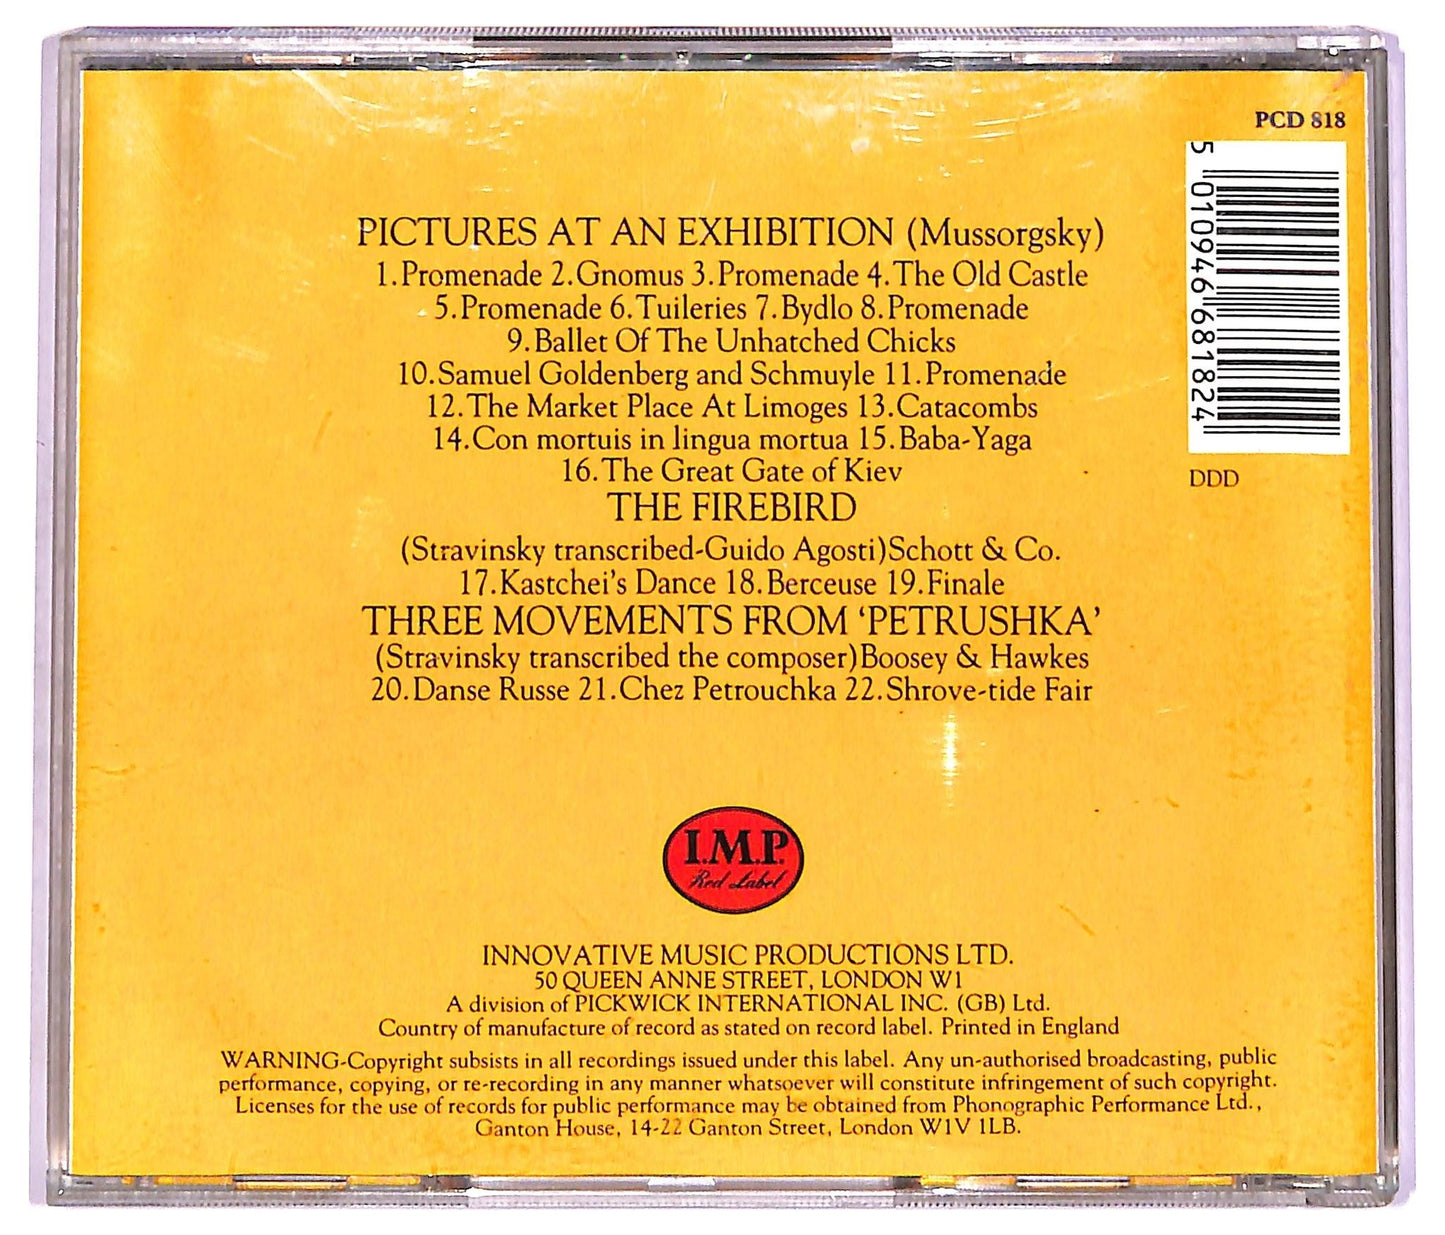 PCD 818
5 010946 681824
DDD
PICTURES AT AN EXHIBITION (Mussorgsky)
1.Promenade 2.Gnomus 3.Promenade 4.The Old Castle
5.Promenade 6.Tuileries 7.Bydlo 8.Promenade
9.Ballet Of The Unhatched Chicks
10.Samuel Goldenberg and Schmuyle 11.Promenade
12.The Market Place At Limoges 13.Catacombs
14.Con mortuis in lingua mortua 15.Baba-Yaga
16.The Great Gate of Kiev
THE FIREBIRD
(Stravinsky transcribed-Guido Agosti)Schott & Co.
17.Kastchei's Dance 18.Berceuse 19.Finale
THREE MOVEMENTS FROM ‘PETRUSHKA’
(Stravinsky transcribed the composer)Boosey & Hawkes
20.Danse Russe 21.Chez Petrouchka 22.Shrove-tide Fair
I.M.P.
Red Label
INNOVATIVE MUSIC PRODUCTIONS LTD.
50 QUEEN ANNE STREET, LONDON W1
A division of PICKWICK INTERNATIONAL INC. (GB) Ltd.
Country of manufacture of record as stated on record label. Printed in England
WARNING-Copyright subsists in all recordings issued under this label. Any un-authorised broadcasting, public
performance, copying, or re-recording in any manner whatsoever will constitute infringement of such copyright.
Licenses for the use of records for public performance may be obtained from Phonographic Performance Ltd.,
Ganton House, 14-22 Ganton Street, London W1V 1LB.